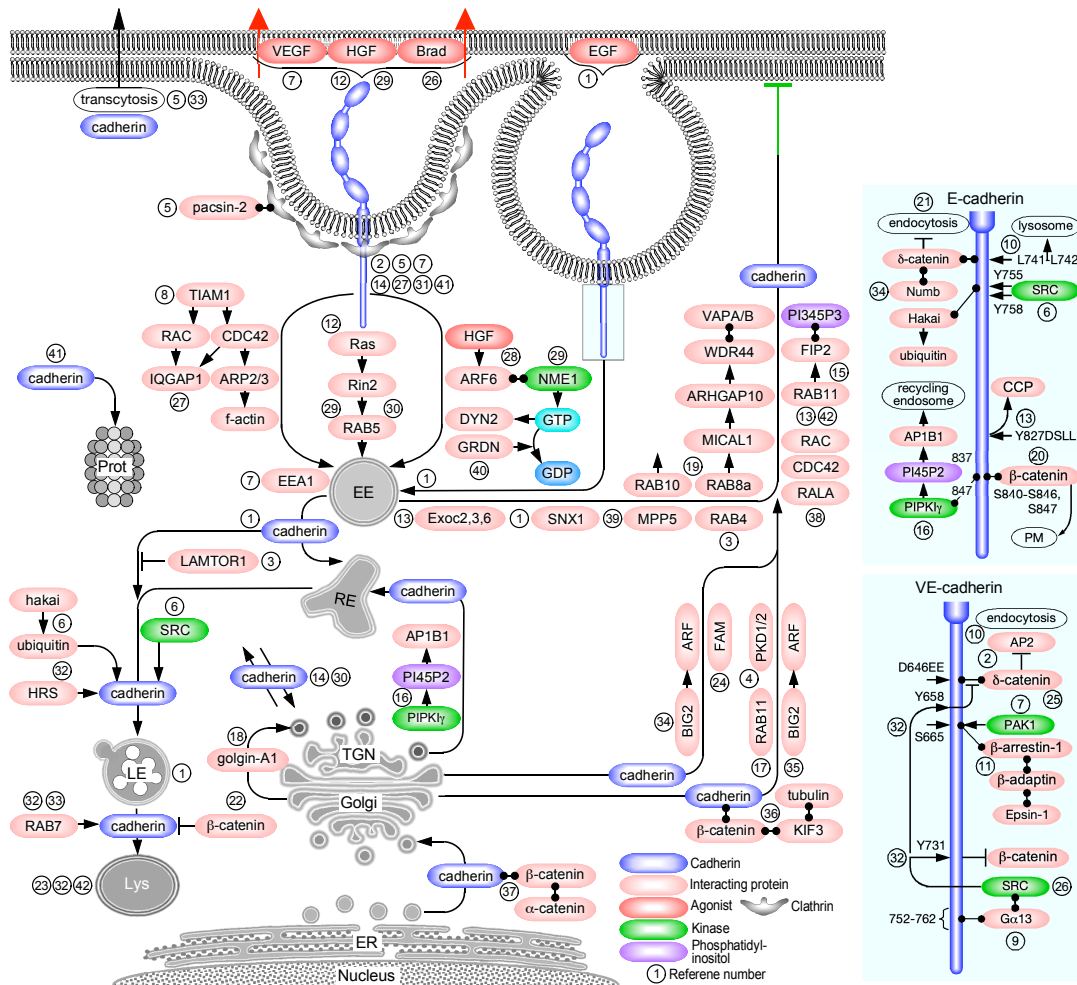 VEGF HGF Brad EGF
7 12 29 26 1
transcytosis 5 33
cadherin
5 pacsin-2
2 5 7
14 27 31 41
cadherin
8 TIAM1
RAC CDC42
IQGAP1 ARP2/3
27
f-actin
41
cadherin
Prot
12
Ras
Rin2
29 30
RAB5
HGF
28 29
ARF6 NME1
DYN2 GTP
GRDN
40 GDP
VAPA/B PI345P3
WDR44 FIP2
15
ARHGAP10 RAB11
13 42
MICAL1 RAC
19 CDC42
RAB10 RAB8a RALA
38
7 EEA1 EE 1
13 Exoc2,3,6 1 SNX1 39 MPP5 RAB4
3
1 cadherin
LAMTOR1 3
RE cadherin
hakai
6 6
ubiquitin SRC
32
HRS cadherin
AP1B1
PI45P2
16
PIPKIγ
cadherin 14 30
18
golgin-A1 TGN
Golgi
LE 1
32 33 22
RAB7 cadherin β-catenin
23 32 42 Lys
ARF FAM PKD1/2 ARF
24 4
34 BIG2 RAB11 BIG2
17 35
cadherin
cadherin tubulin
36
β-catenin KIF3
cadherin β-catenin
37
α-catenin
ER
Nucleus
Cadherin
Interacting protein
Agonist Clathrin
Kinase
Phosphatidyl-
inositol
1 Referene number
E-cadherin
21
endocytosis lysosome
10
δ-catenin L741 L742
Y755
34 Numb SRC
Y758 6
Hakai
ubiquitin
recycling
endosome CCP
13
AP1B1 Y827DSLL
837 20
PI45P2 β-catenin
847 S840-S846,
PIPKIγ S847
16
PM
VE-cadherin
endocytosis
10
AP2
2
D646EE
δ-catenin
Y658 25
7
32 PAK1
S665
β-arrestin-1
11
β-adaptin
Epsin-1
Y731
32 β-catenin
SRC 26
752-762 Gα13
9